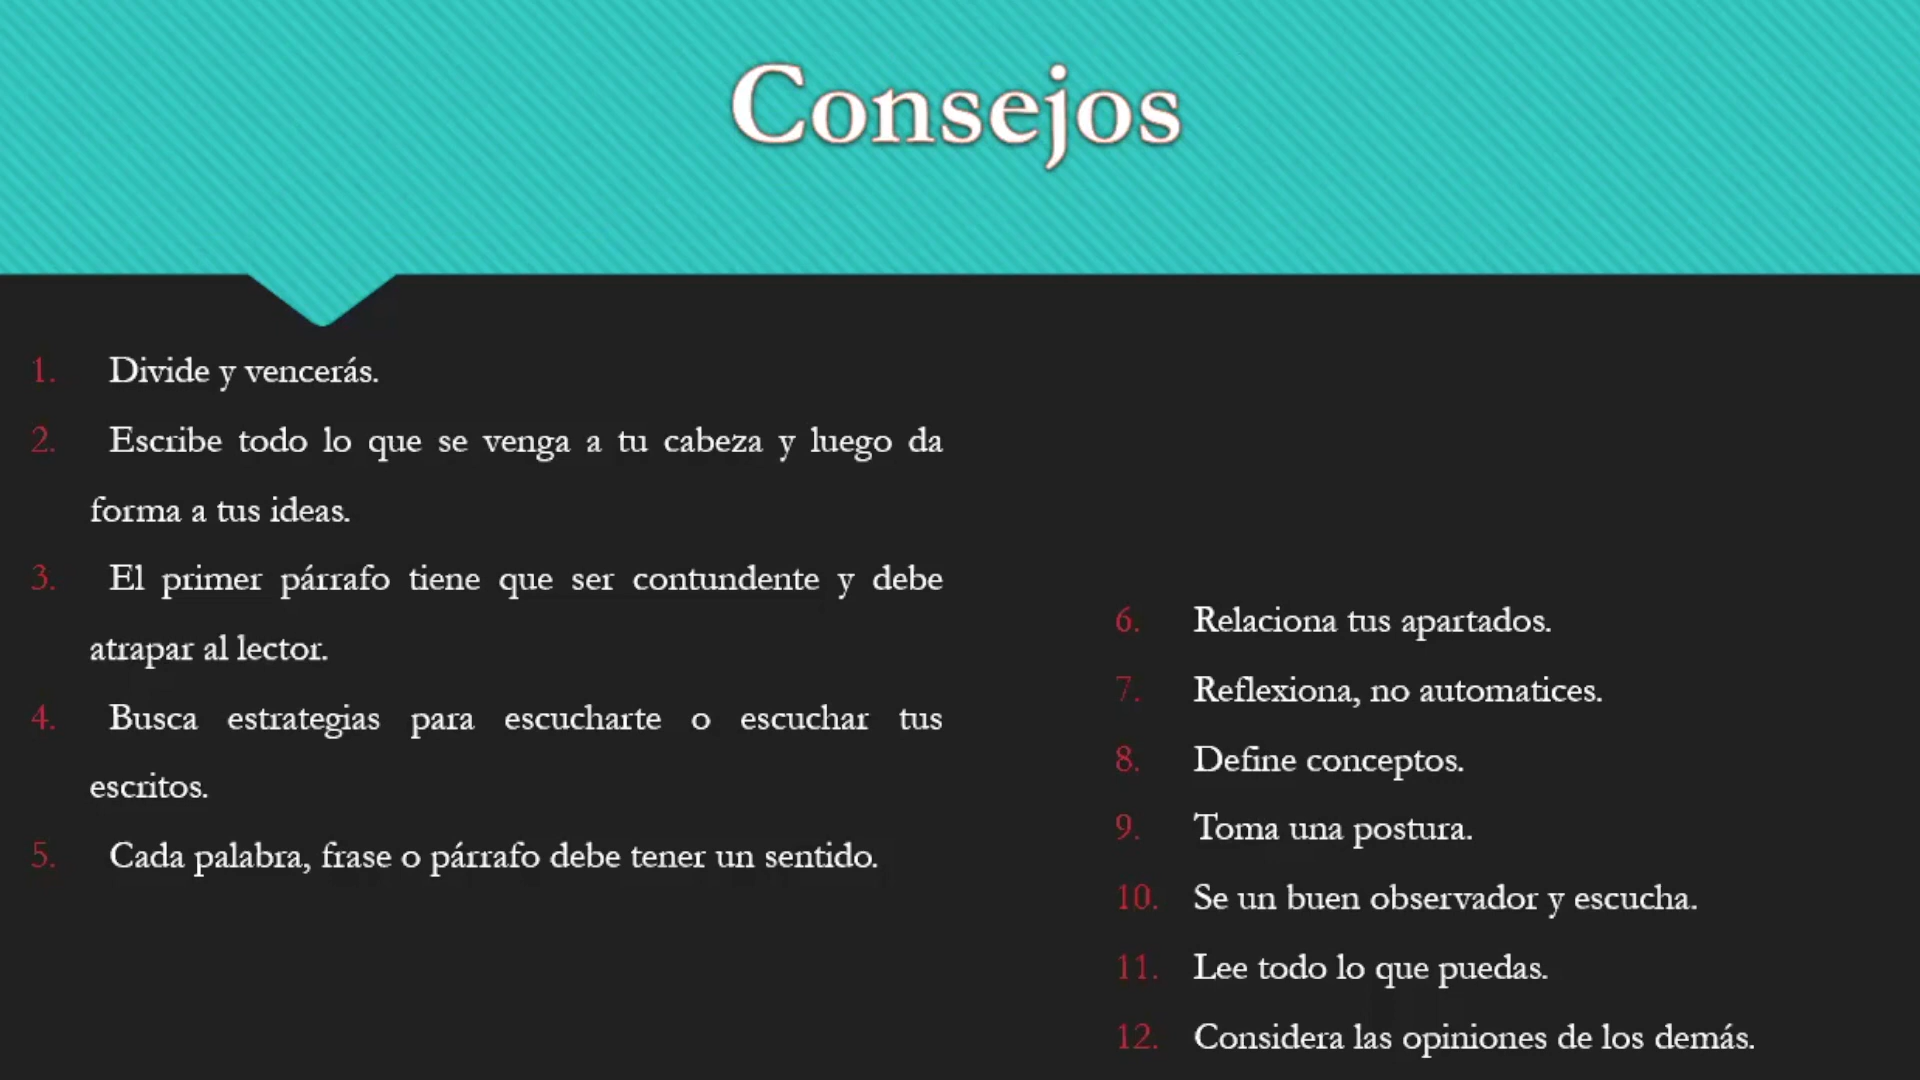 Consejos
1. Divide y vencerás.
2. Escribe todo lo que se venga a tu cabeza y luego da
forma a tus ideas.
3. El primer párrafo tiene que ser contundente y debe
atrapar al lector.
4. Busca estrategias para escucharte o escuchar tus
escritos.
5. Cada palabra, frase o párrafo debe tener un sentido.
6. Relaciona tus apartados.
7. Reflexiona, no automatices.
8. Define conceptos.
9. Toma una postura.
10. Se un buen observador y escucha.
11. Lee todo lo que puedas.
12. Considera las opiniones de los demás.